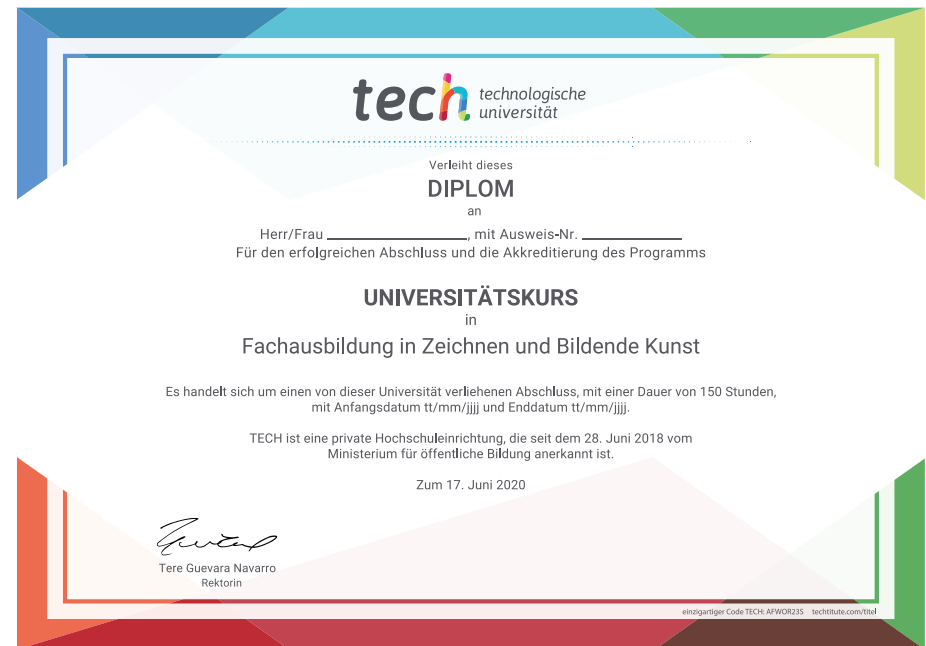 tech technologische
universität
Verleiht dieses
DIPLOM
an
Herr/Frau ____________________, mit Ausweis-Nr. ______________
Für den erfolgreichen Abschluss und die Akkreditierung des Programms
UNIVERSITÄTSKURS
in
Fachausbildung in Zeichnen und Bildende Kunst
Es handelt sich um einen von dieser Universität verliehenen Abschluss, mit einer Dauer von 150 Stunden,
mit Anfangsdatum tt/mm/jjjj und Enddatum tt/mm/jjjj.
TECH ist eine private Hochschuleinrichtung, die seit dem 28. Juni 2018 vom
Ministerium für öffentliche Bildung anerkannt ist.
Zum 17. Juni 2020
Tere Guevara Navarro
Rektorin
einzigartiger Code TECH: AFWOR23S techtitute.com/titel